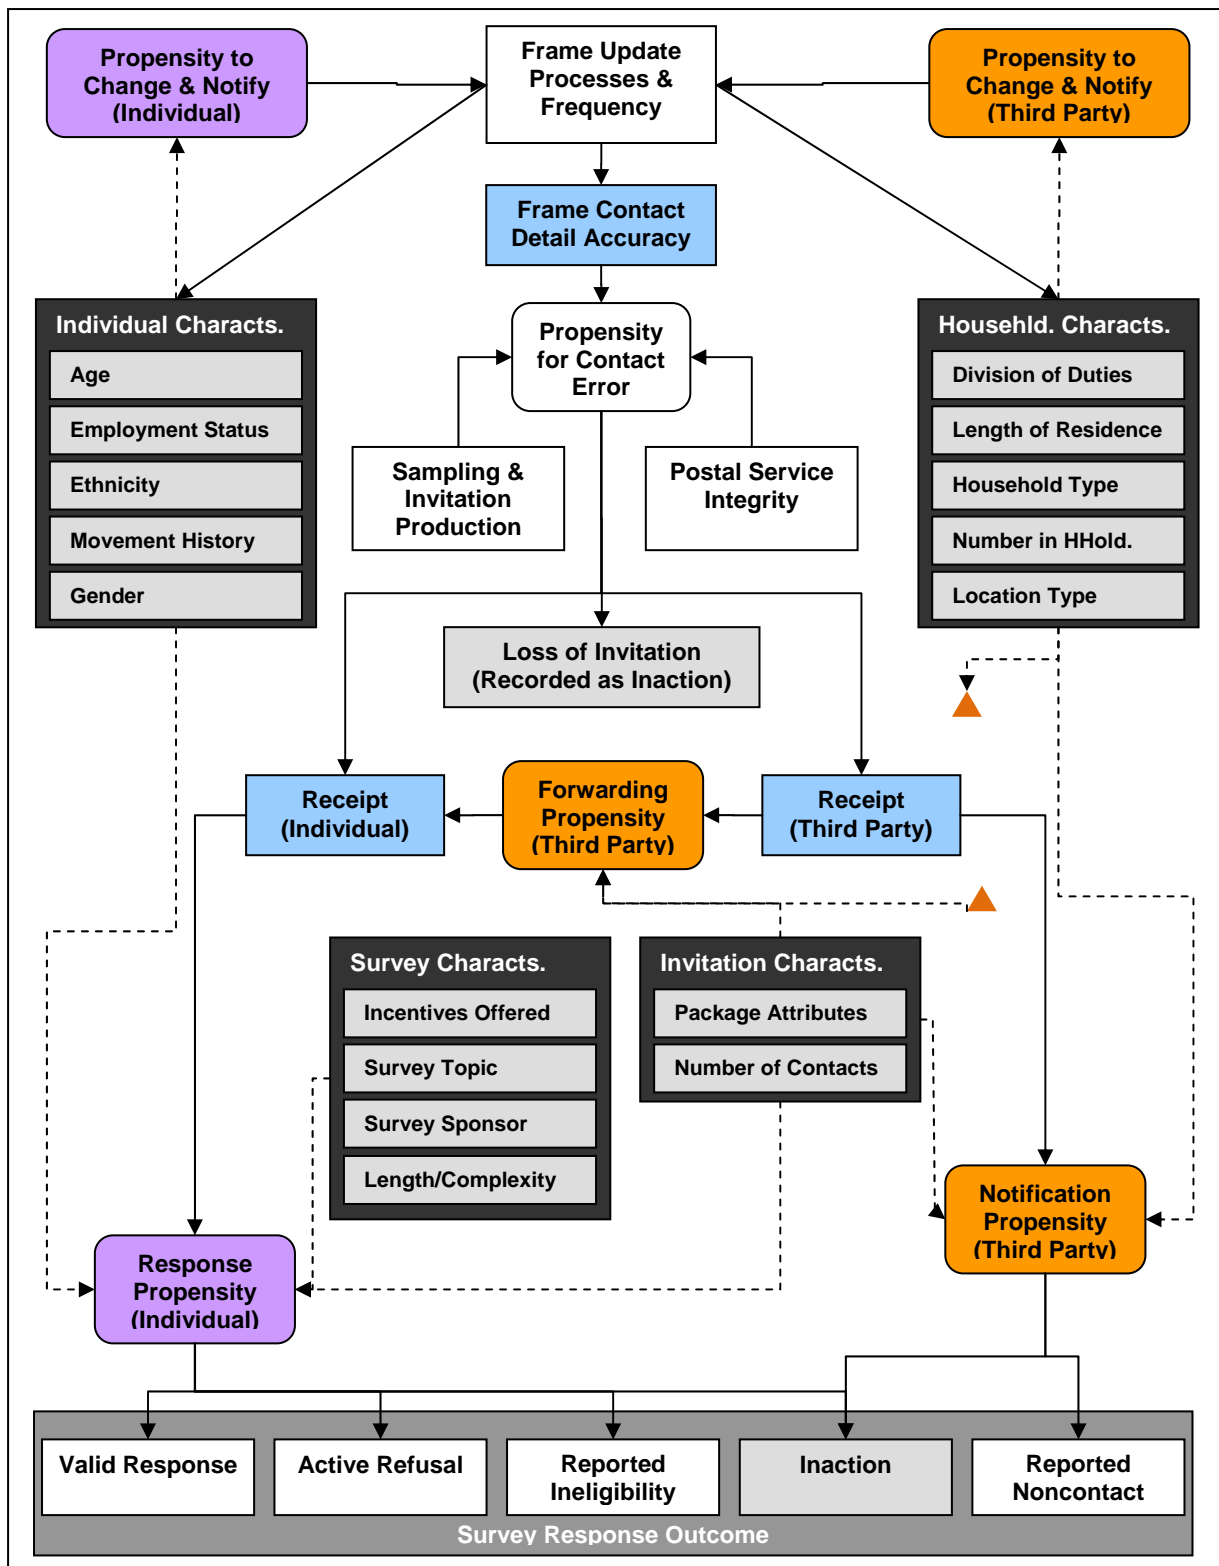 Propensity to
Change & Notify
(Individual)
Frame Update
Processes &
Frequency
Propensity to
Change & Notify
(Third Party)
Frame Contact
Detail Accuracy
Individual Characts.
Age
Employment Status
Ethnicity
Movement History
Gender
Propensity
for Contact
Error
Househld. Characts.
Division of Duties
Length of Residence
Household Type
Number in HHold.
Location Type
Sampling &
Invitation
Production
Postal Service
Integrity
Loss of Invitation
(Recorded as Inaction)
Receipt
(Individual)
Forwarding
Propensity
(Third Party)
Receipt
(Third Party)
Survey Characts.
Incentives Offered
Survey Topic
Survey Sponsor
Length/Complexity
Invitation Characts.
Package Attributes
Number of Contacts
Notification
Propensity
(Third Party)
Response
Propensity
(Individual)
Valid Response
Active Refusal
Reported
Ineligibility
Inaction
Reported
Noncontact
Survey Response Outcome